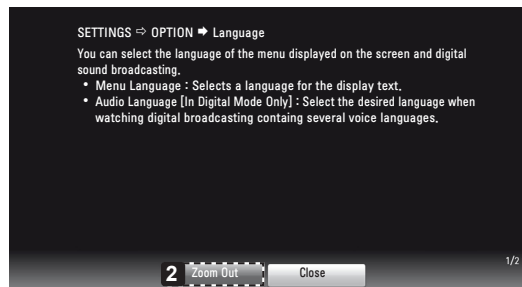 SETTINGS ⇨ OPTION ➡ Language
You can select the language of the menu displayed on the screen and digital
sound broadcasting.
• Menu Language : Selects a language for the display text.
• Audio Language [In Digital Mode Only] : Select the desired language when
watching digital broadcasting containg several voice languages.
1/2
2 Zoom Out Close